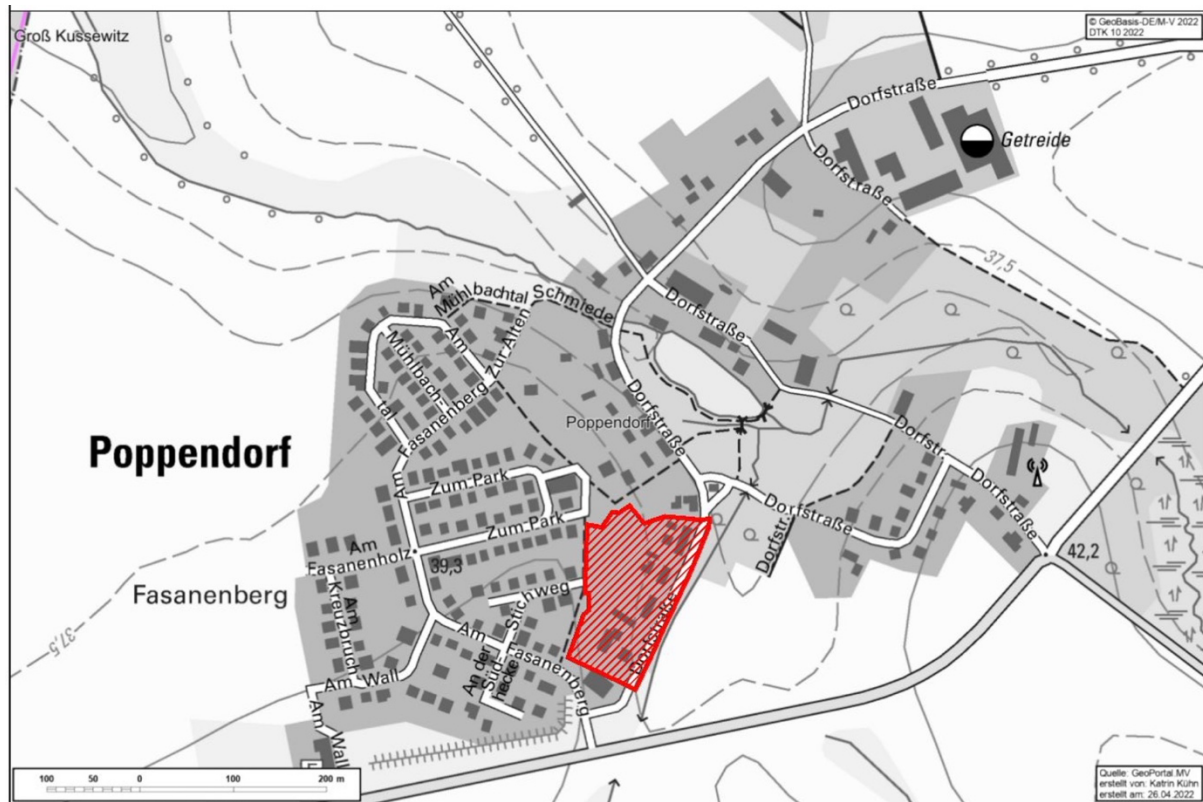 Groß Kussewitz
© GeoBasis-DE/M-V 2022
DTK 10 2022
Dorfstraße
Getreide
Dorfstraße
37,5
Am
Mühlbachtal
Schmiede
Zur Alten
Dorfstraße
Am
Mühlbach-
tal
Fasanenberg
Dorfstraße
Poppendorf
Poppendorf
Dorfstr.
Dorfstraße
Am
Zum-Park
Dorfstraße
Dorfstr.
Zum-Park
Am
Fasanenholz
39,3
42,2
Fasanenberg
Am
Kreuzbruch
Stichweg
37,5
Am
Fasanenberg
An der
Süd-
hecke
Dorfstraße
Am Wall
Am
Wall
100 50 0 100 200 m
Quelle: GeoPortal.MV
erstellt von: Katrin Kühn
erstellt am: 26.04.2022